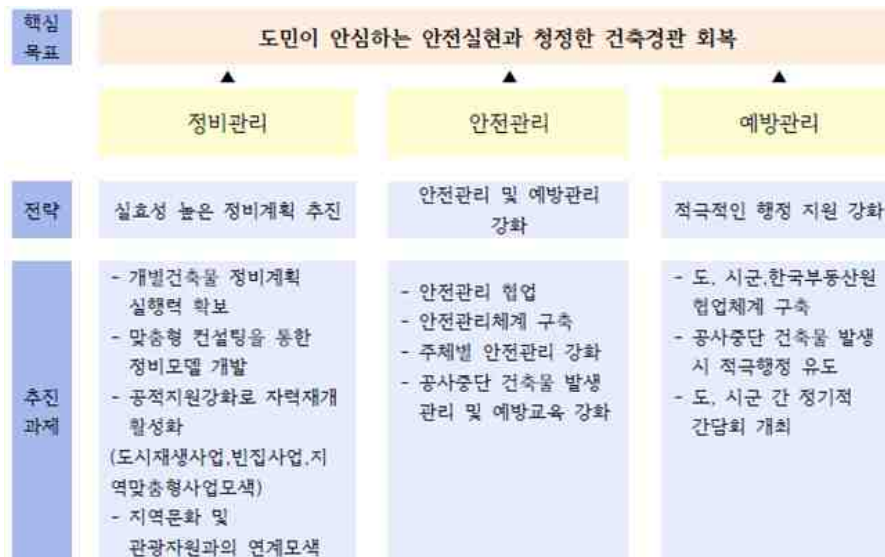 핵심
목표
도민이 안심하는 안전실현과 청정한 건축경관 회복
▲ ▲ ▲
정비관리
안전관리
예방관리
전략
실효성 높은 정비계획 추진
안전관리 및 예방관리
강화
적극적인 행정 지원 강화
추진
과제
- 개별건축물 정비계획
실행력 확보
- 맞춤형 컨설팅을 통한
정비모델 개발
- 공적지원강화로 자력재개
활성화
(도시재생사업,빈집사업,지
역맞춤형사업모색)
- 지역문화 및
관광자원과의 연계모색
- 안전관리 협업
- 안전관리체계 구축
- 주체별 안전관리 강화
- 공사중단 건축물 발생
관리 및 예방교육 강화
- 도, 시군,한국부동산원
협업체계 구축
- 공사중단 건축물 발생
시 적극행정 유도
- 도, 시군 간 정기적
간담회 개최